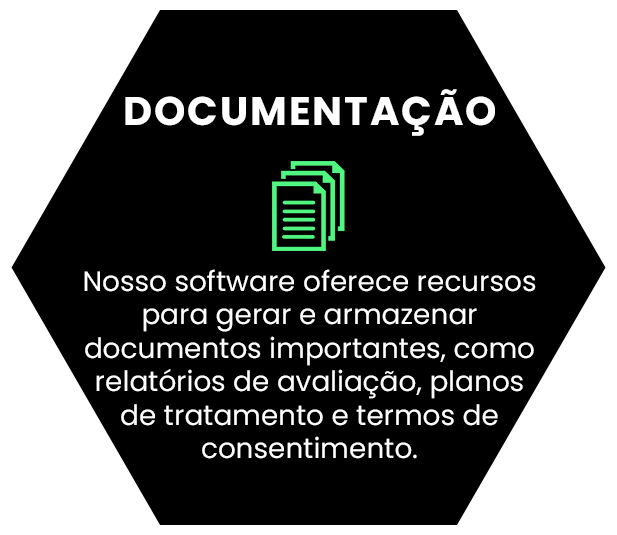 DOCUMENTAÇÃO
Nosso software oferece recursos
para gerar e armazenar
documentos importantes, como
relatórios de avaliação, planos
de tratamento e termos de
consentimento.